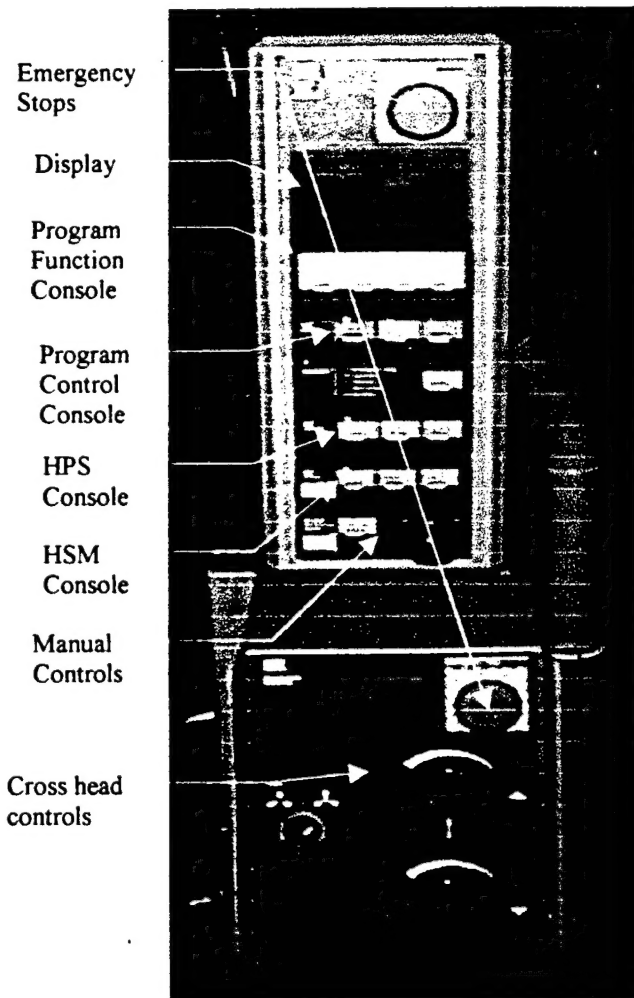 Emergency
Stops
Display
Program
Function
Console
Program
Control
Console
HPS
Console
HSM
Console
Manual
Controls
Cross head
controls